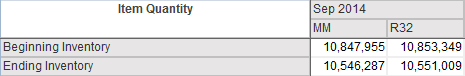 Item Quantity Sep 2014
MM R32
Beginning Inventory 10,847,955 10,853,349
Ending Inventory 10,546,287 10,551,009